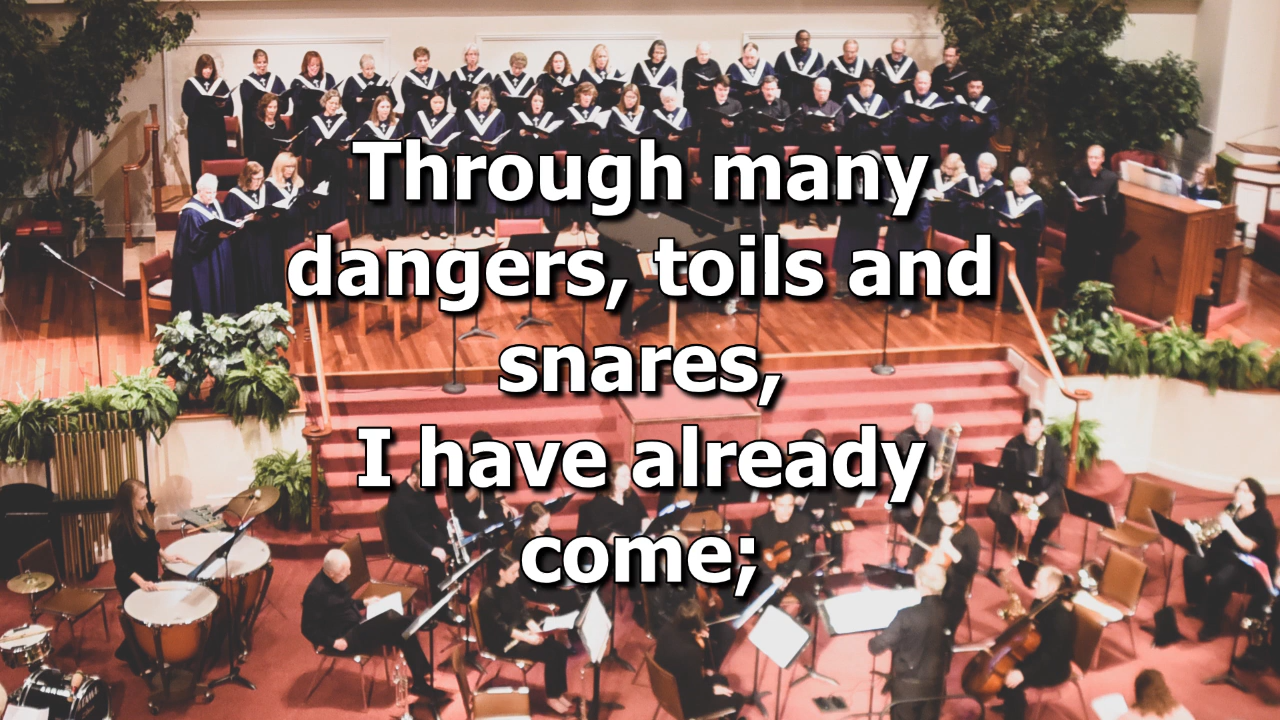 Through many
dangers, toils and
snares,
I have already
come;